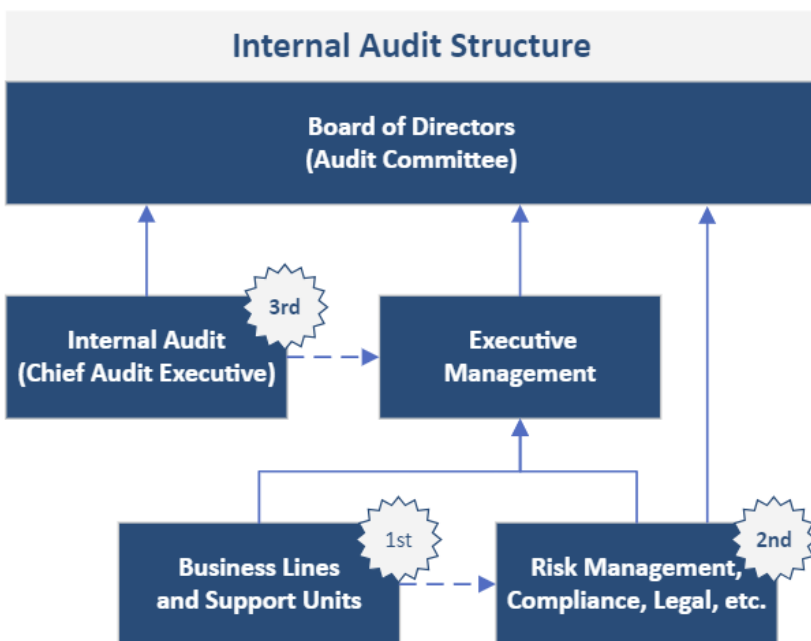 Internal Audit Structure
Board of Directors
(Audit Committee)
3rd
Internal Audit
(Chief Audit Executive)
Executive
Management
1st
Business Lines
and Support Units
2nd
Risk Management,
Compliance, Legal, etc.